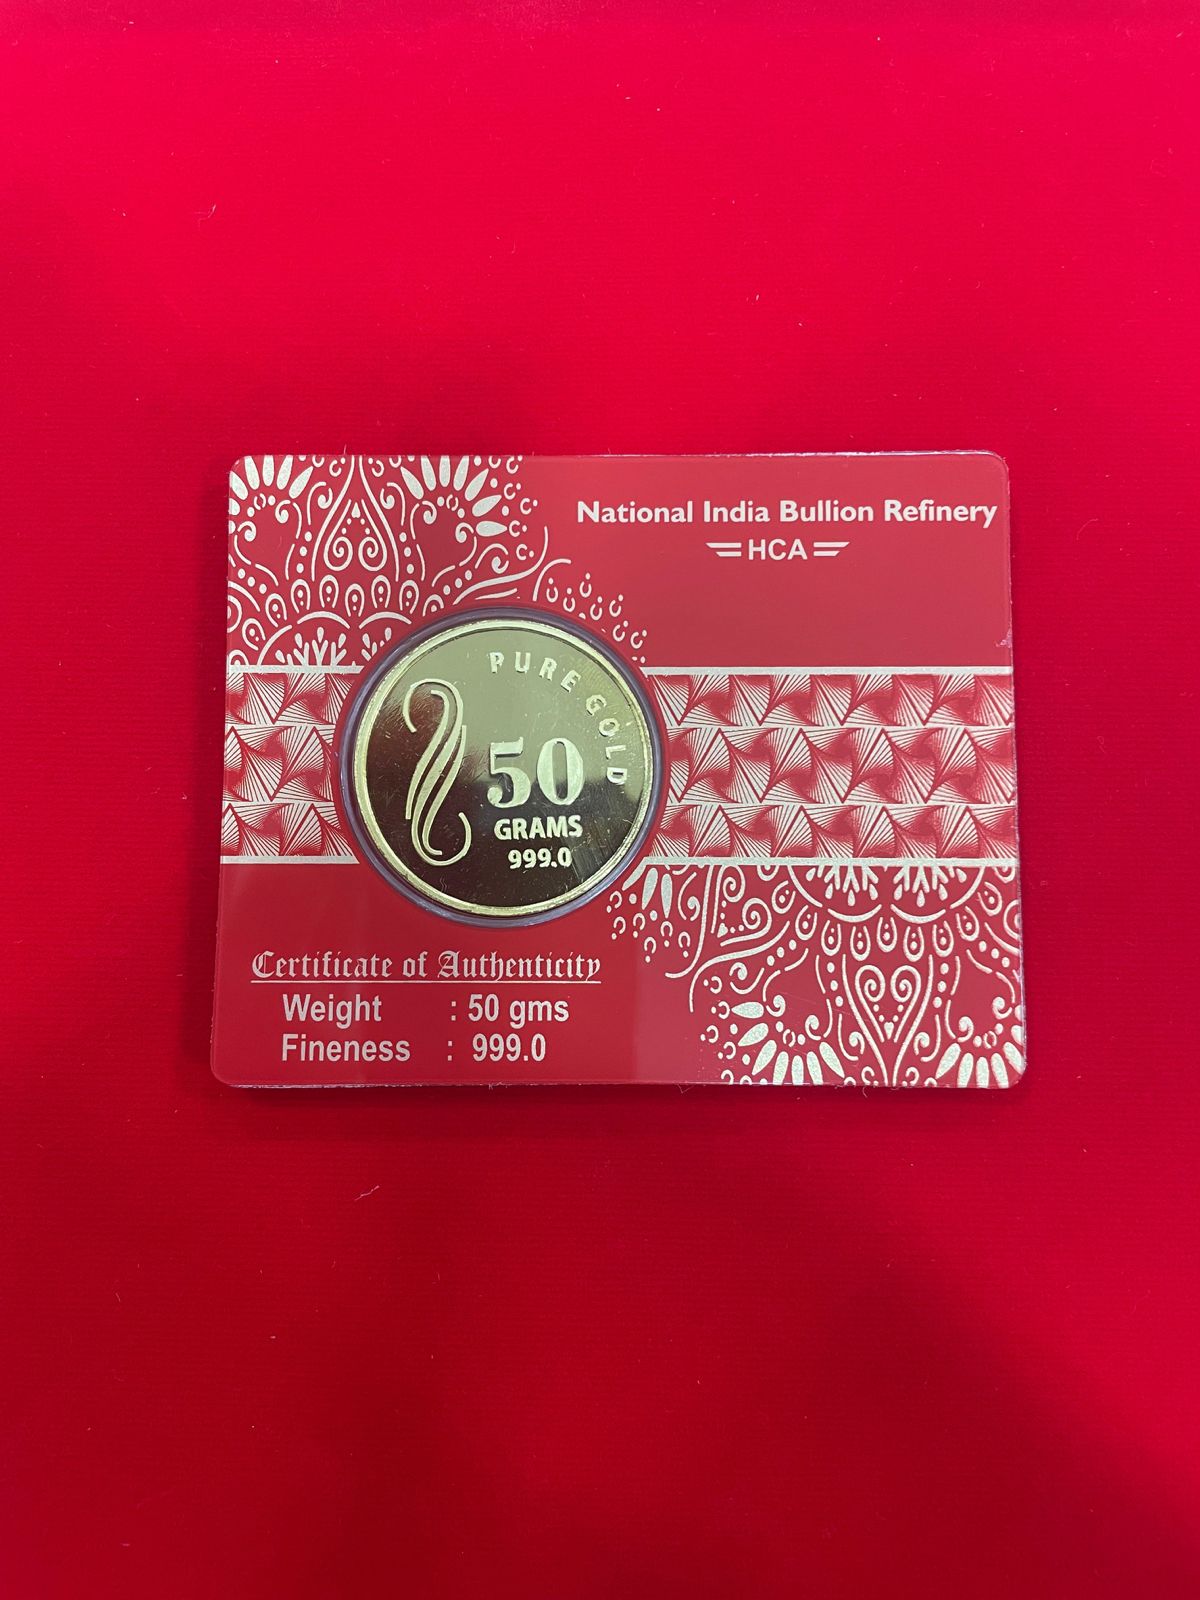 National India Bullion Refinery
HCA
PURE GOLD
50
GRAMS
999.0
Certificate of Authenticity
Weight : 50 gms
Fineness : 999.0